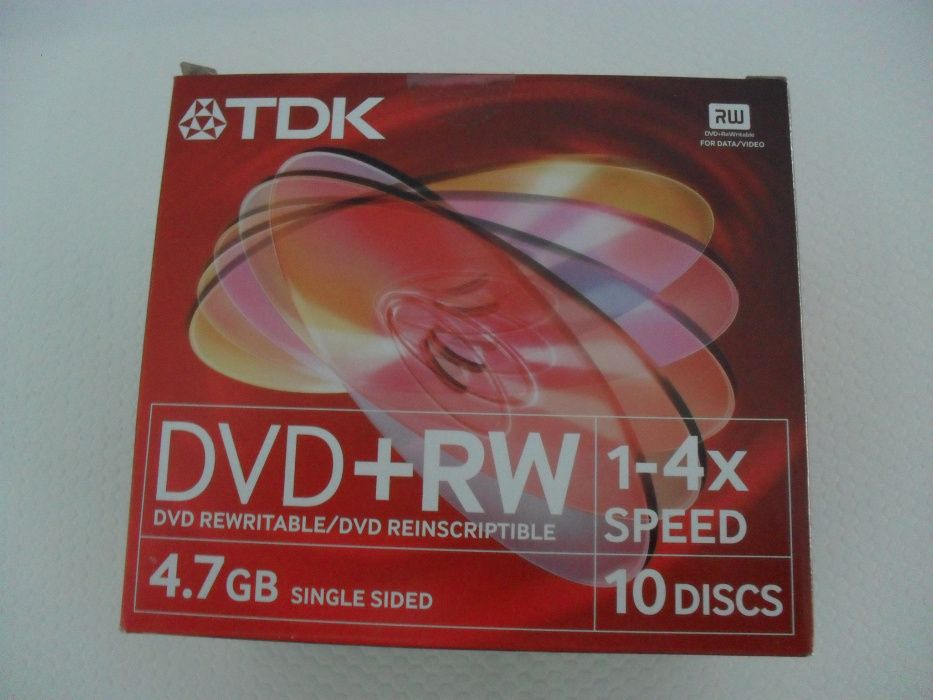 TDK
RW
DVD+ReWritable
FOR DATA/VIDEO
DVD+RW
DVD REWRITABLE/DVD REINSCRIPTIBLE
1-4x
SPEED
4.7GB SINGLE SIDED
10 DISCS